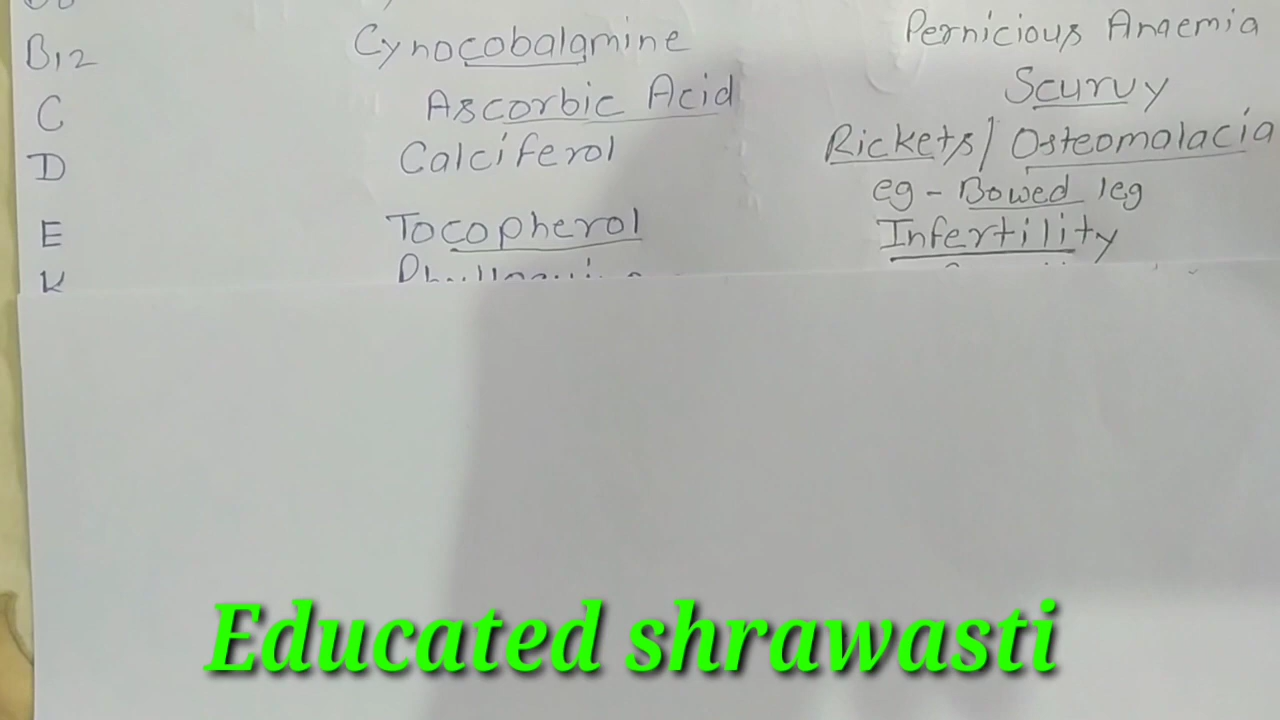 B12 Cynocobalamine Pernicious Anaemia
C Ascorbic Acid Scurvy
D Calciferol Rickets/Osteomalacia
eg - Bowed leg
E Tocopherol Infertility
K
Educated shrawasti